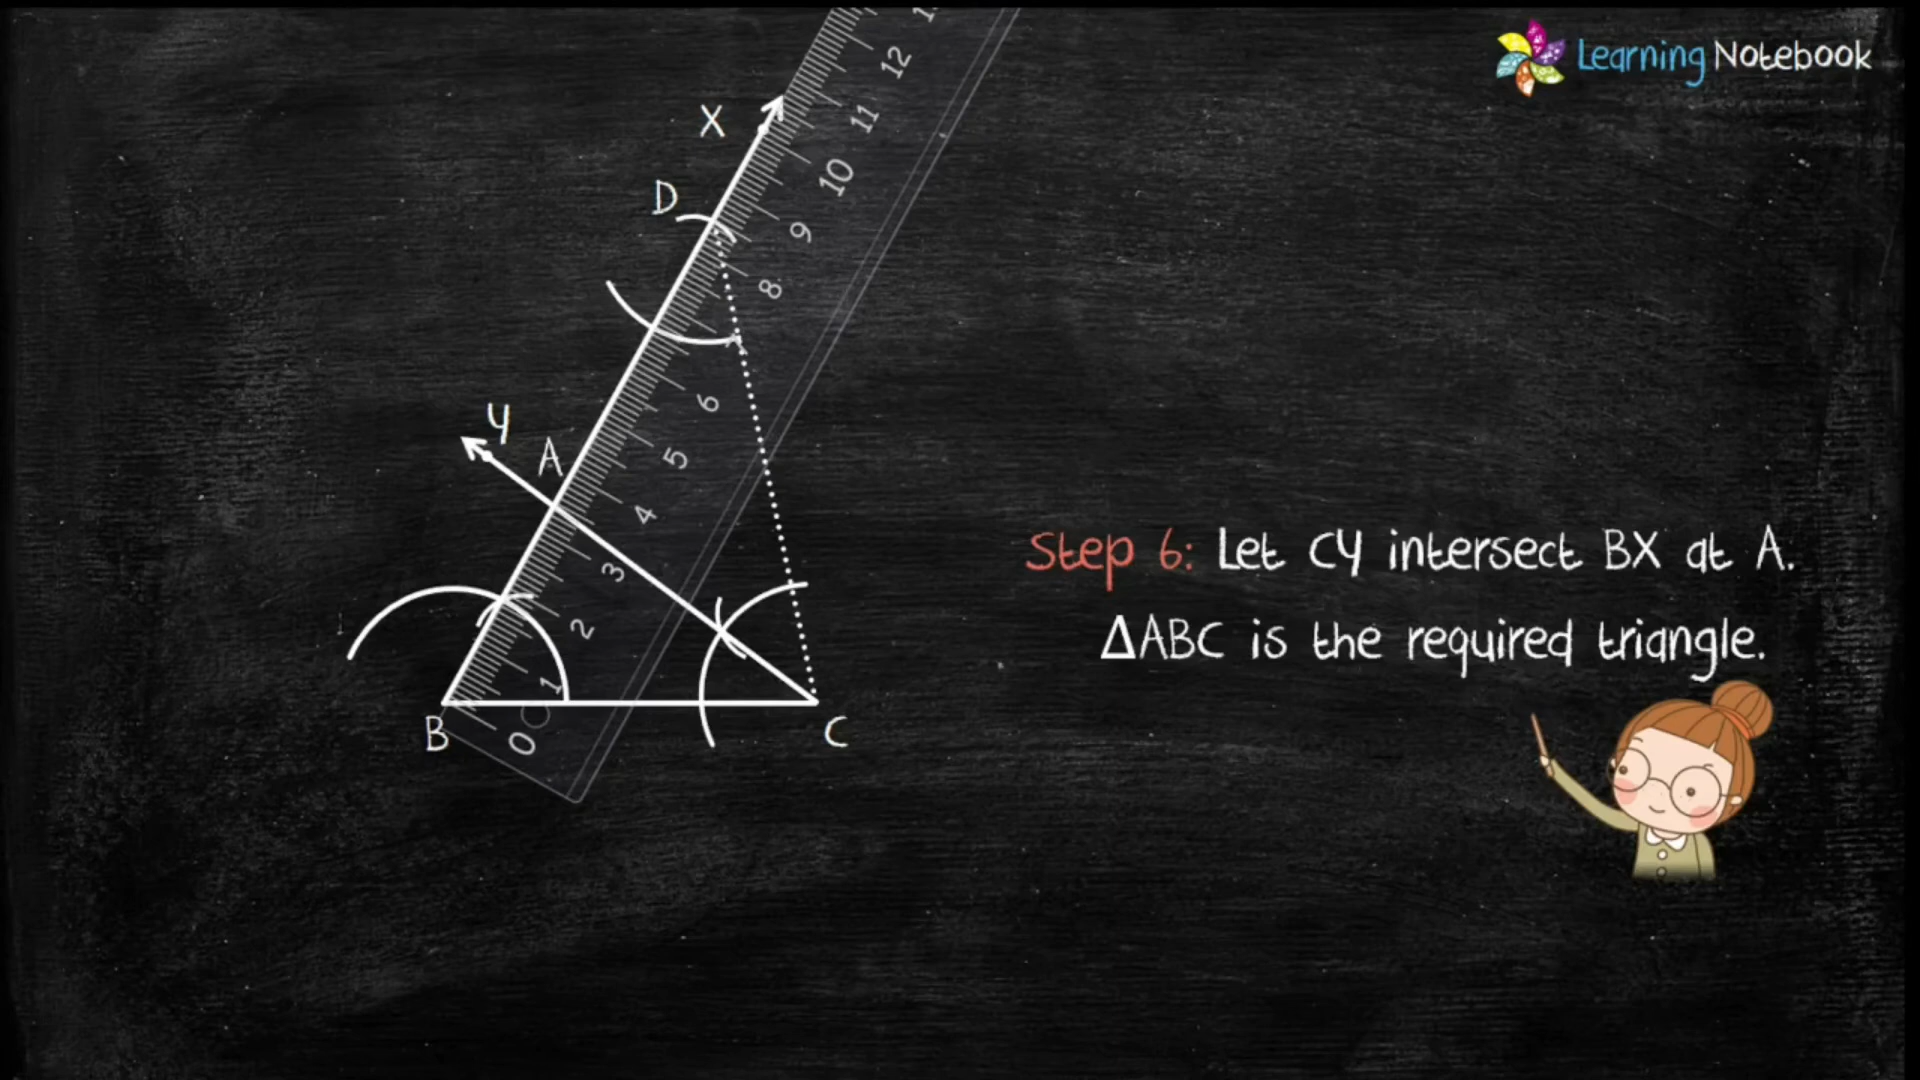 Learning Notebook
12
X
11
10
D
9
8
6
y
A
5
4
3
2
1
B
0
C
Step 6: Let CY intersect BX at A.
ΔABC is the required triangle.